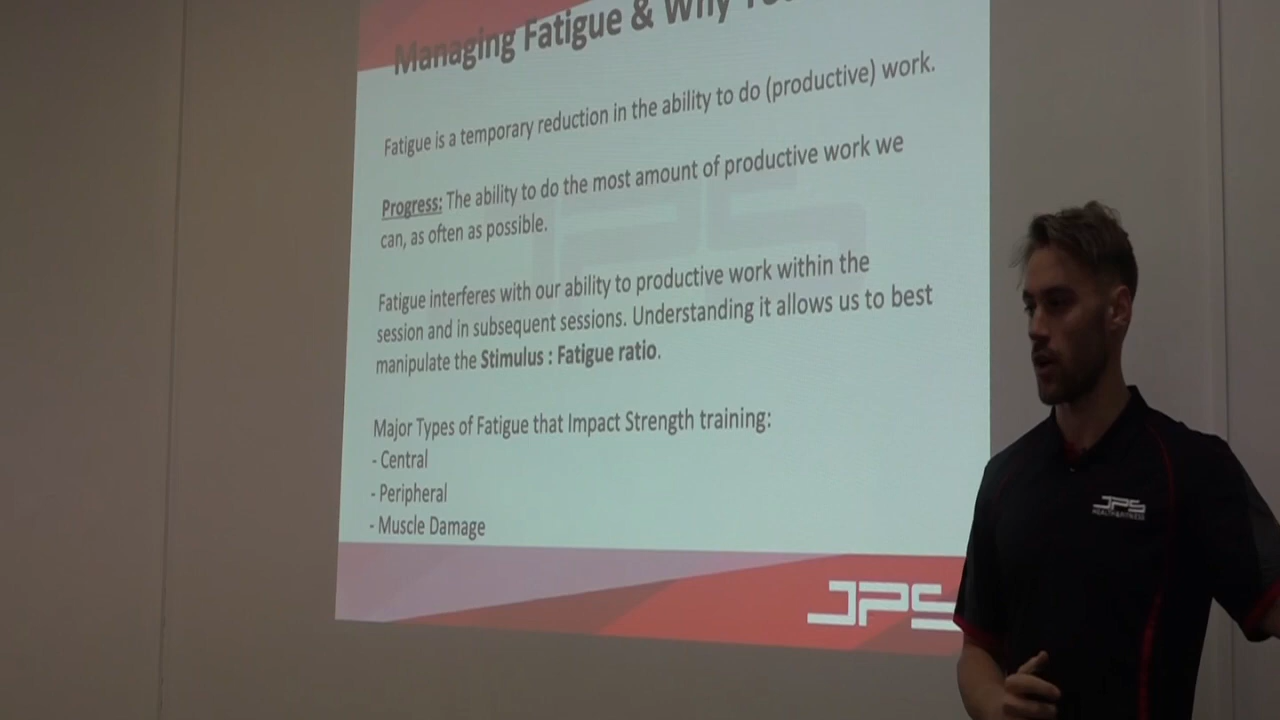 Managing Fatigue & Why
Fatigue is a temporary reduction in the ability to do (productive) work.
Progress: The ability to do the most amount of productive work we
can, as often as possible.
Fatigue interferes with our ability to productive work within the
session and in subsequent sessions. Understanding it allows us to best
manipulate the Stimulus : Fatigue ratio.
Major Types of Fatigue that Impact Strength training:
- Central
- Peripheral
- Muscle Damage
JPS
JPS
JPS
HEALTH & FITNESS